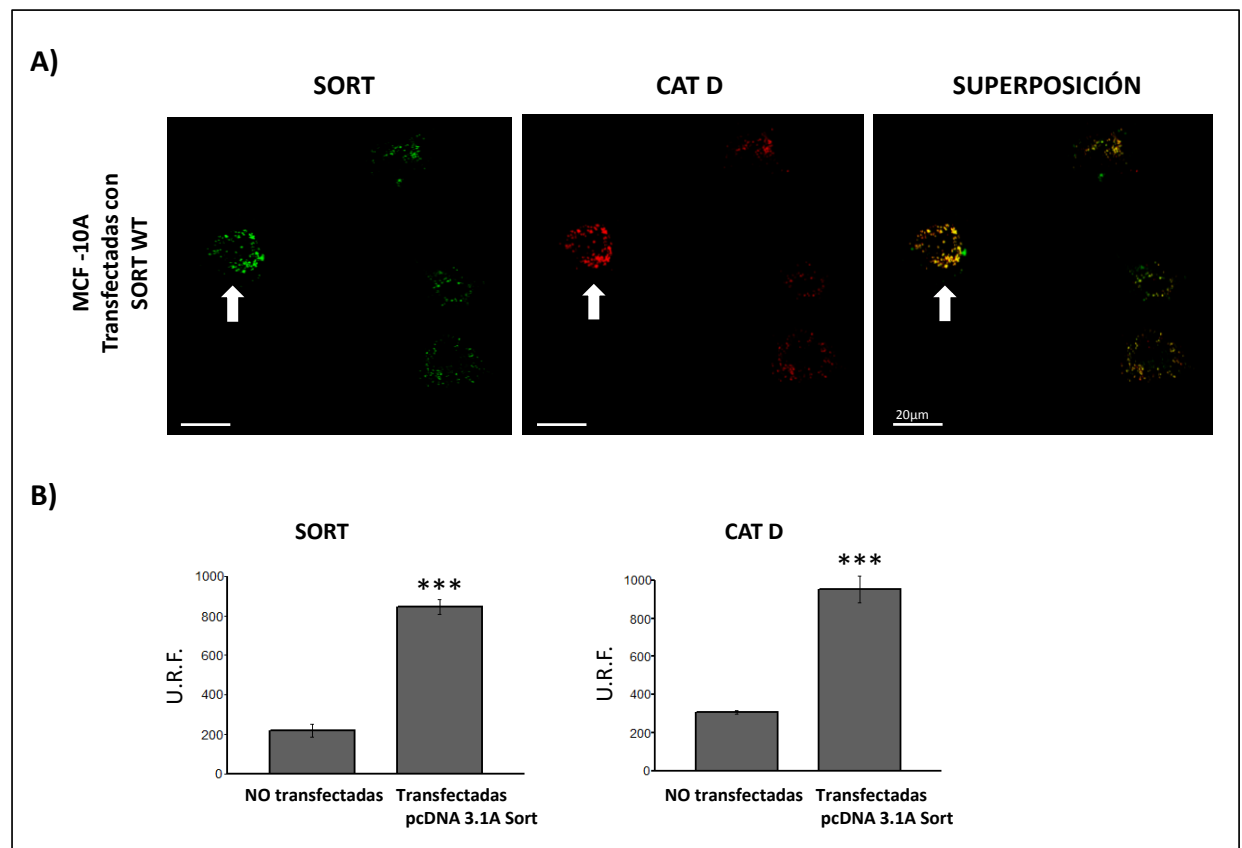 A)
SORT
CAT D
SUPERPOSICIÓN
MCF -10A
Transfectadas con
SORT WT
20µm
B)
SORT
CAT D
U.R.F.
1000
800
600
400
200
0
***
NO transfectadas
Transfectadas
pcDNA 3.1A Sort
U.R.F.
1000
800
600
400
200
0
***
NO transfectadas
Transfectadas
pcDNA 3.1A Sort